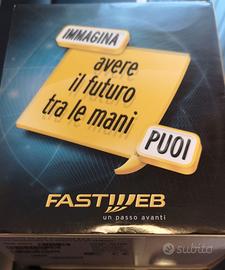 IMMAGINA
avere
il futuro
tra le mani
PUOI
FASTWEB
un passo avanti
subito